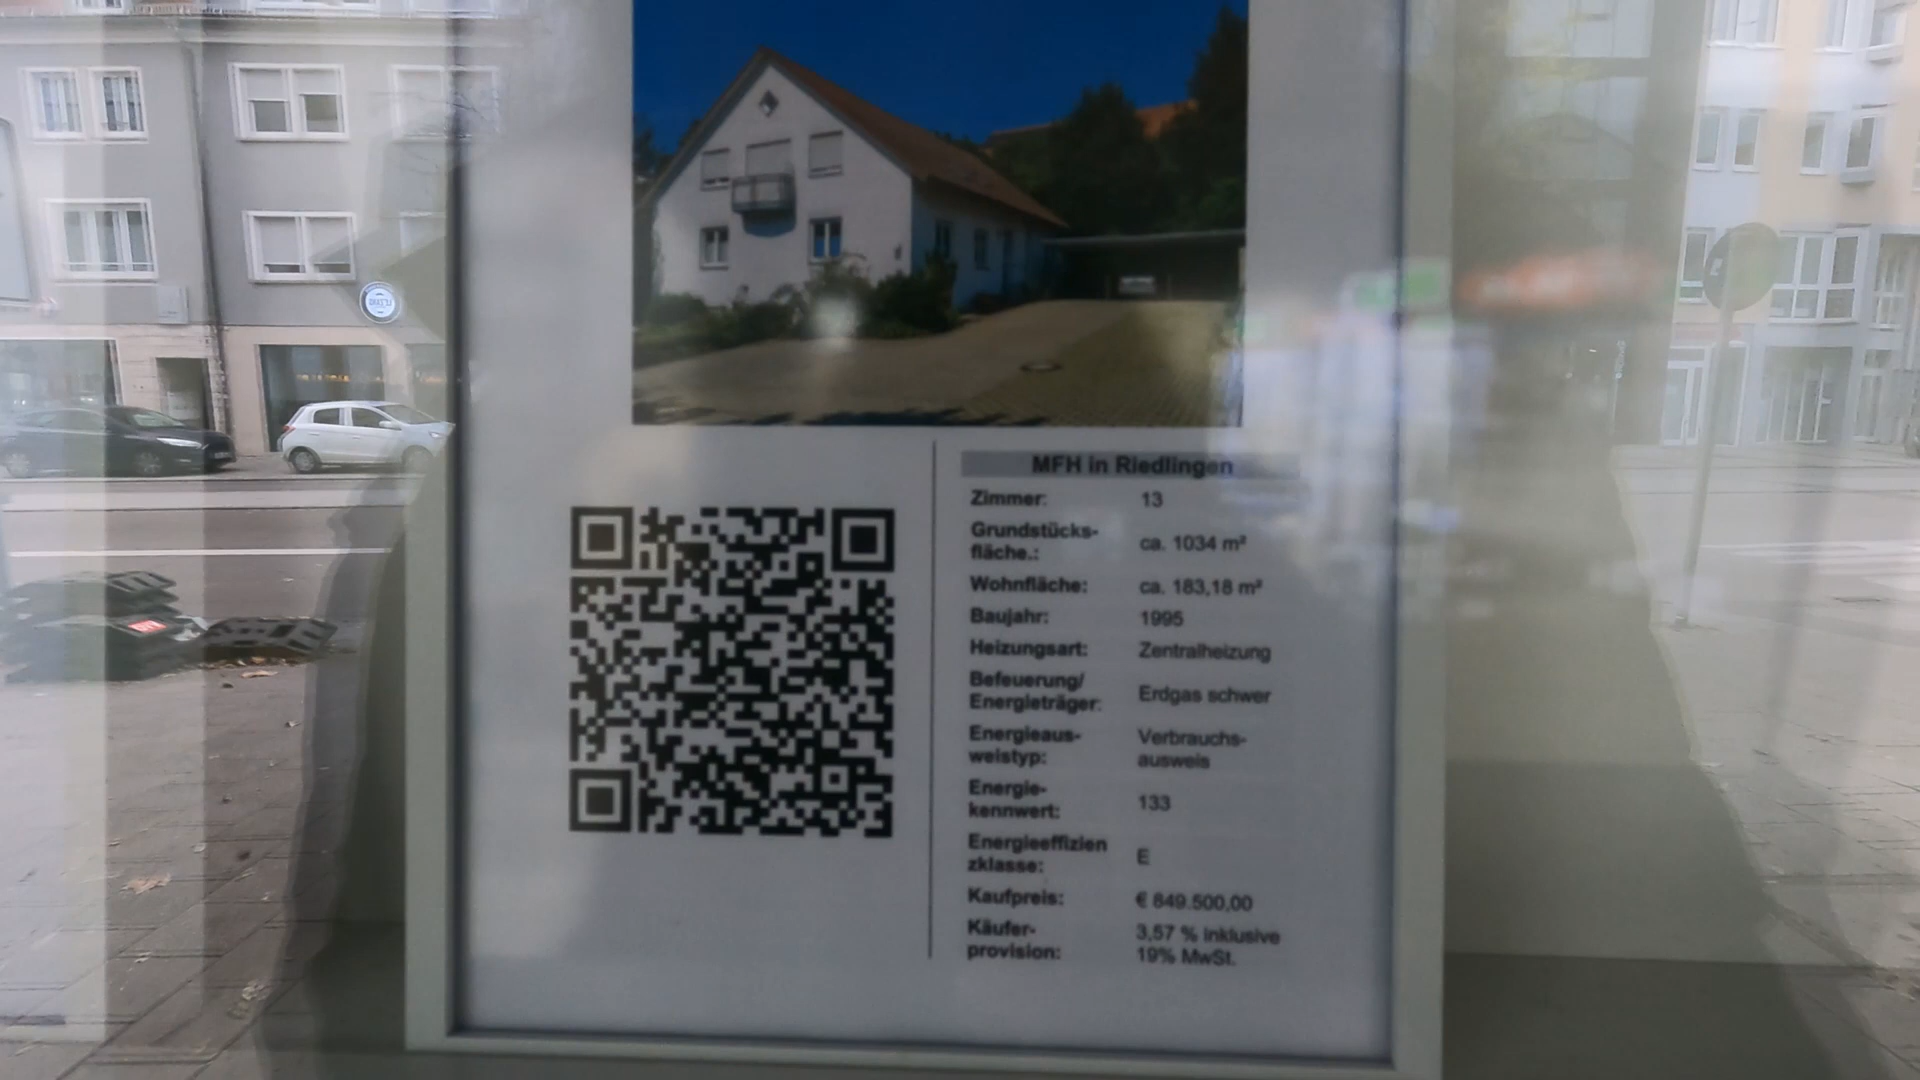 MFH in Riedlingen
Zimmer: 13
Grundstücks-
fläche.: ca. 1034 m²
Wohnfläche: ca. 183,18 m²
Baujahr: 1995
Heizungsart: Zentralheizung
Befeuerung/
Energieträger: Erdgas schwer
Energieaus- Verbrauchs-
weistyp: ausweis
Energie-
kennwert: 133
Energieeffizien
zklasse: E
Kaufpreis: € 849.500,00
Käufer- 3,57 % inklusive
provision: 19% MwSt.